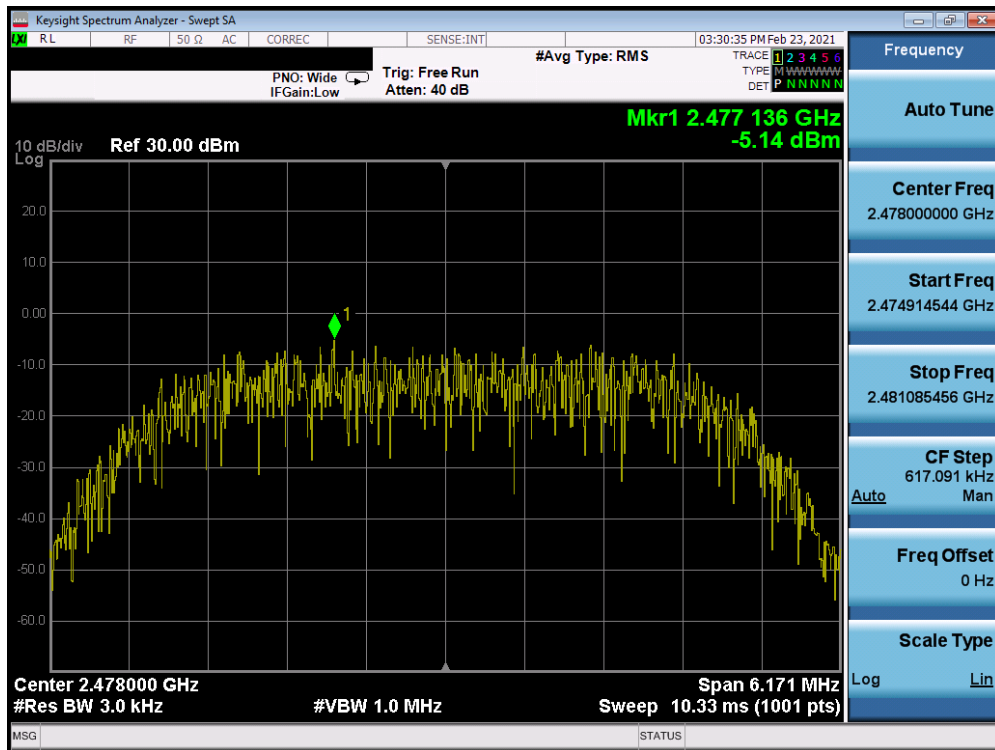 Keysight Spectrum Analyzer - Swept SA
LXI RL RF 50 Ω AC CORREC SENSE:INT 03:30:35 PM Feb 23, 2021
#Avg Type: RMS
TRACE 1 2 3 4 5 6
PNO: Wide Trig: Free Run
TYPE M WWWWW
IFGain:Low Atten: 40 dB
DET P N N N N N
Mkr1 2.477 136 GHz
-5.14 dBm
10 dB/div Ref 30.00 dBm
Log
20.0
10.0
0.00
1
-10.0
-20.0
-30.0
-40.0
-50.0
-60.0
Center 2.478000 GHz Span 6.171 MHz
#Res BW 3.0 kHz #VBW 1.0 MHz Sweep 10.33 ms (1001 pts)
MSG STATUS
Frequency
Auto Tune
Center Freq
2.478000000 GHz
Start Freq
2.474914544 GHz
Stop Freq
2.481085456 GHz
CF Step
617.091 kHz
Auto Man
Freq Offset
0 Hz
Scale Type
Log Lin